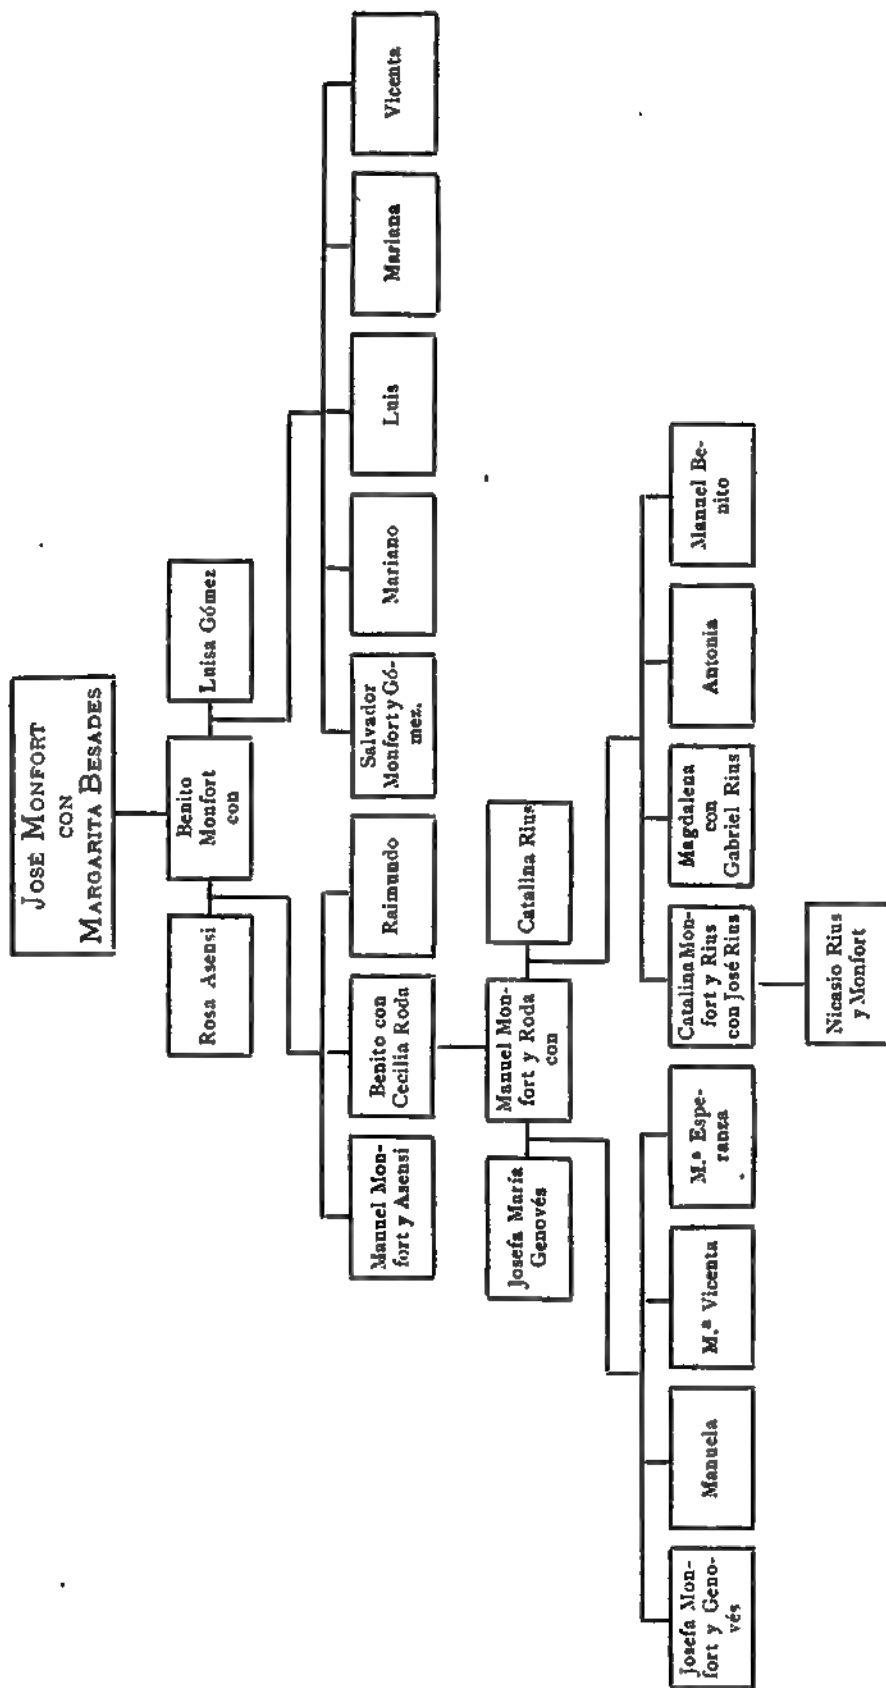 JOSÉ MONFORT
CON
MARGARITA BESADES
Rosa Asensi
Benito
Monfort
con
Luisa Gómez
Manuel Mon-
fort y Asensi
Benito con
Cecilia Roda
Raimundo
Salvador
Monfort y Gó-
mez.
Mariano
Luis
Mariana
Vicenta
Josefa María
Genovés
Manuel Mon-
fort y Roda
con
Catalina Rius
Josefa Mon-
fort y Geno-
vés
Manuela
M.ª Vicenta
M.ª Espe-
ranza
Catalina Mon-
fort y Rius
con José Rius
Magdalena
con
Gabriel Rius
Antonia
Manuel Be-
nito
Nicasio Rius
y Monfort